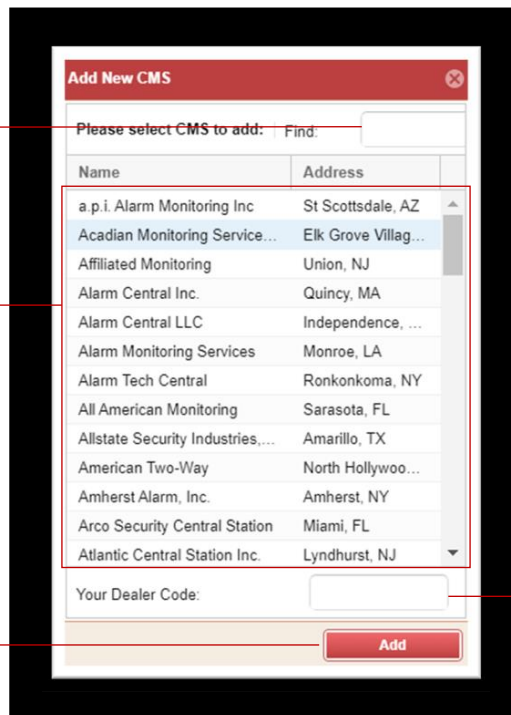 Add New CMS
Please select CMS to add: Find:
Name Address
a.p.i. Alarm Monitoring Inc St Scottsdale, AZ
Acadian Monitoring Service... Elk Grove Villag...
Affiliated Monitoring Union, NJ
Alarm Central Inc. Quincy, MA
Alarm Central LLC Independence, ...
Alarm Monitoring Services Monroe, LA
Alarm Tech Central Ronkonkoma, NY
All American Monitoring Sarasota, FL
Allstate Security Industries,... Amarillo, TX
American Two-Way North Hollywoo...
Amherst Alarm, Inc. Amherst, NY
Arco Security Central Station Miami, FL
Atlantic Central Station Inc. Lyndhurst, NJ
Your Dealer Code:
Add